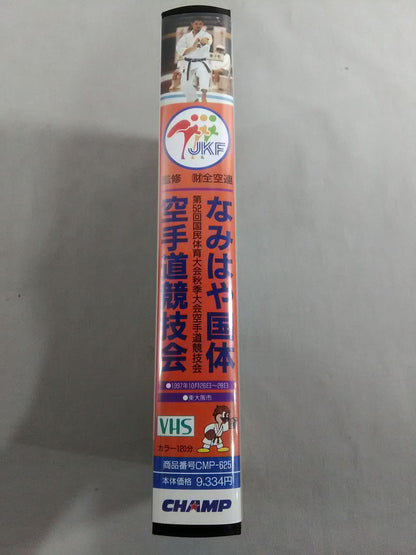 JKF
監修 ㈶全空連
なみはや国体
第52回国民体育大会秋季大会空手道競技会
空手道競技会
●1997年10月26日～28日
●東大阪市
VHS
カラー120分
商品番号CMP-625
本体価格 9,334円
CHAMP